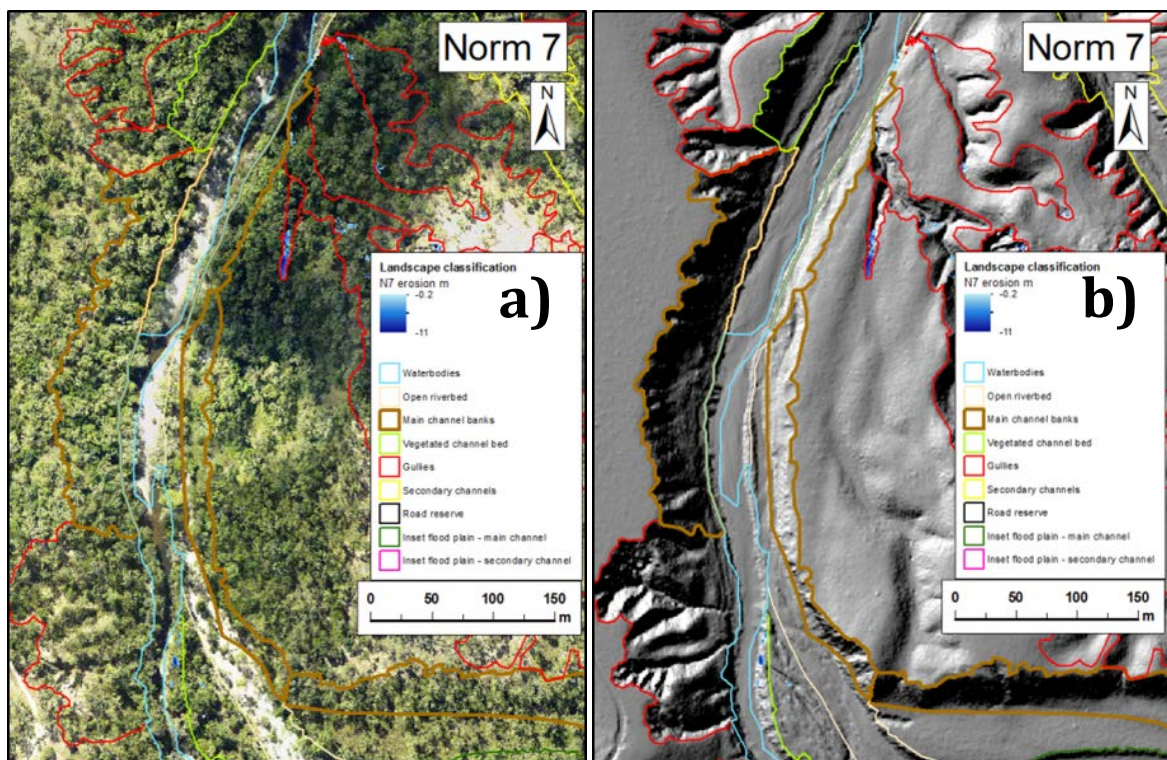 Norm 7
N
Landscape classification
N7 erosion m
-0.2
-11
a)
Waterbodies
Open riverbed
Main channel banks
Vegetated channel bed
Gullies
Secondary channels
Road reserve
Inset flood plain - main channel
Inset flood plain - secondary channel
0 50 100 150
m
Norm 7
N
Landscape classification
N7 erosion m
-0.2
-11
b)
Waterbodies
Open riverbed
Main channel banks
Vegetated channel bed
Gullies
Secondary channels
Road reserve
Inset flood plain - main channel
Inset flood plain - secondary channel
0 50 100 150
m